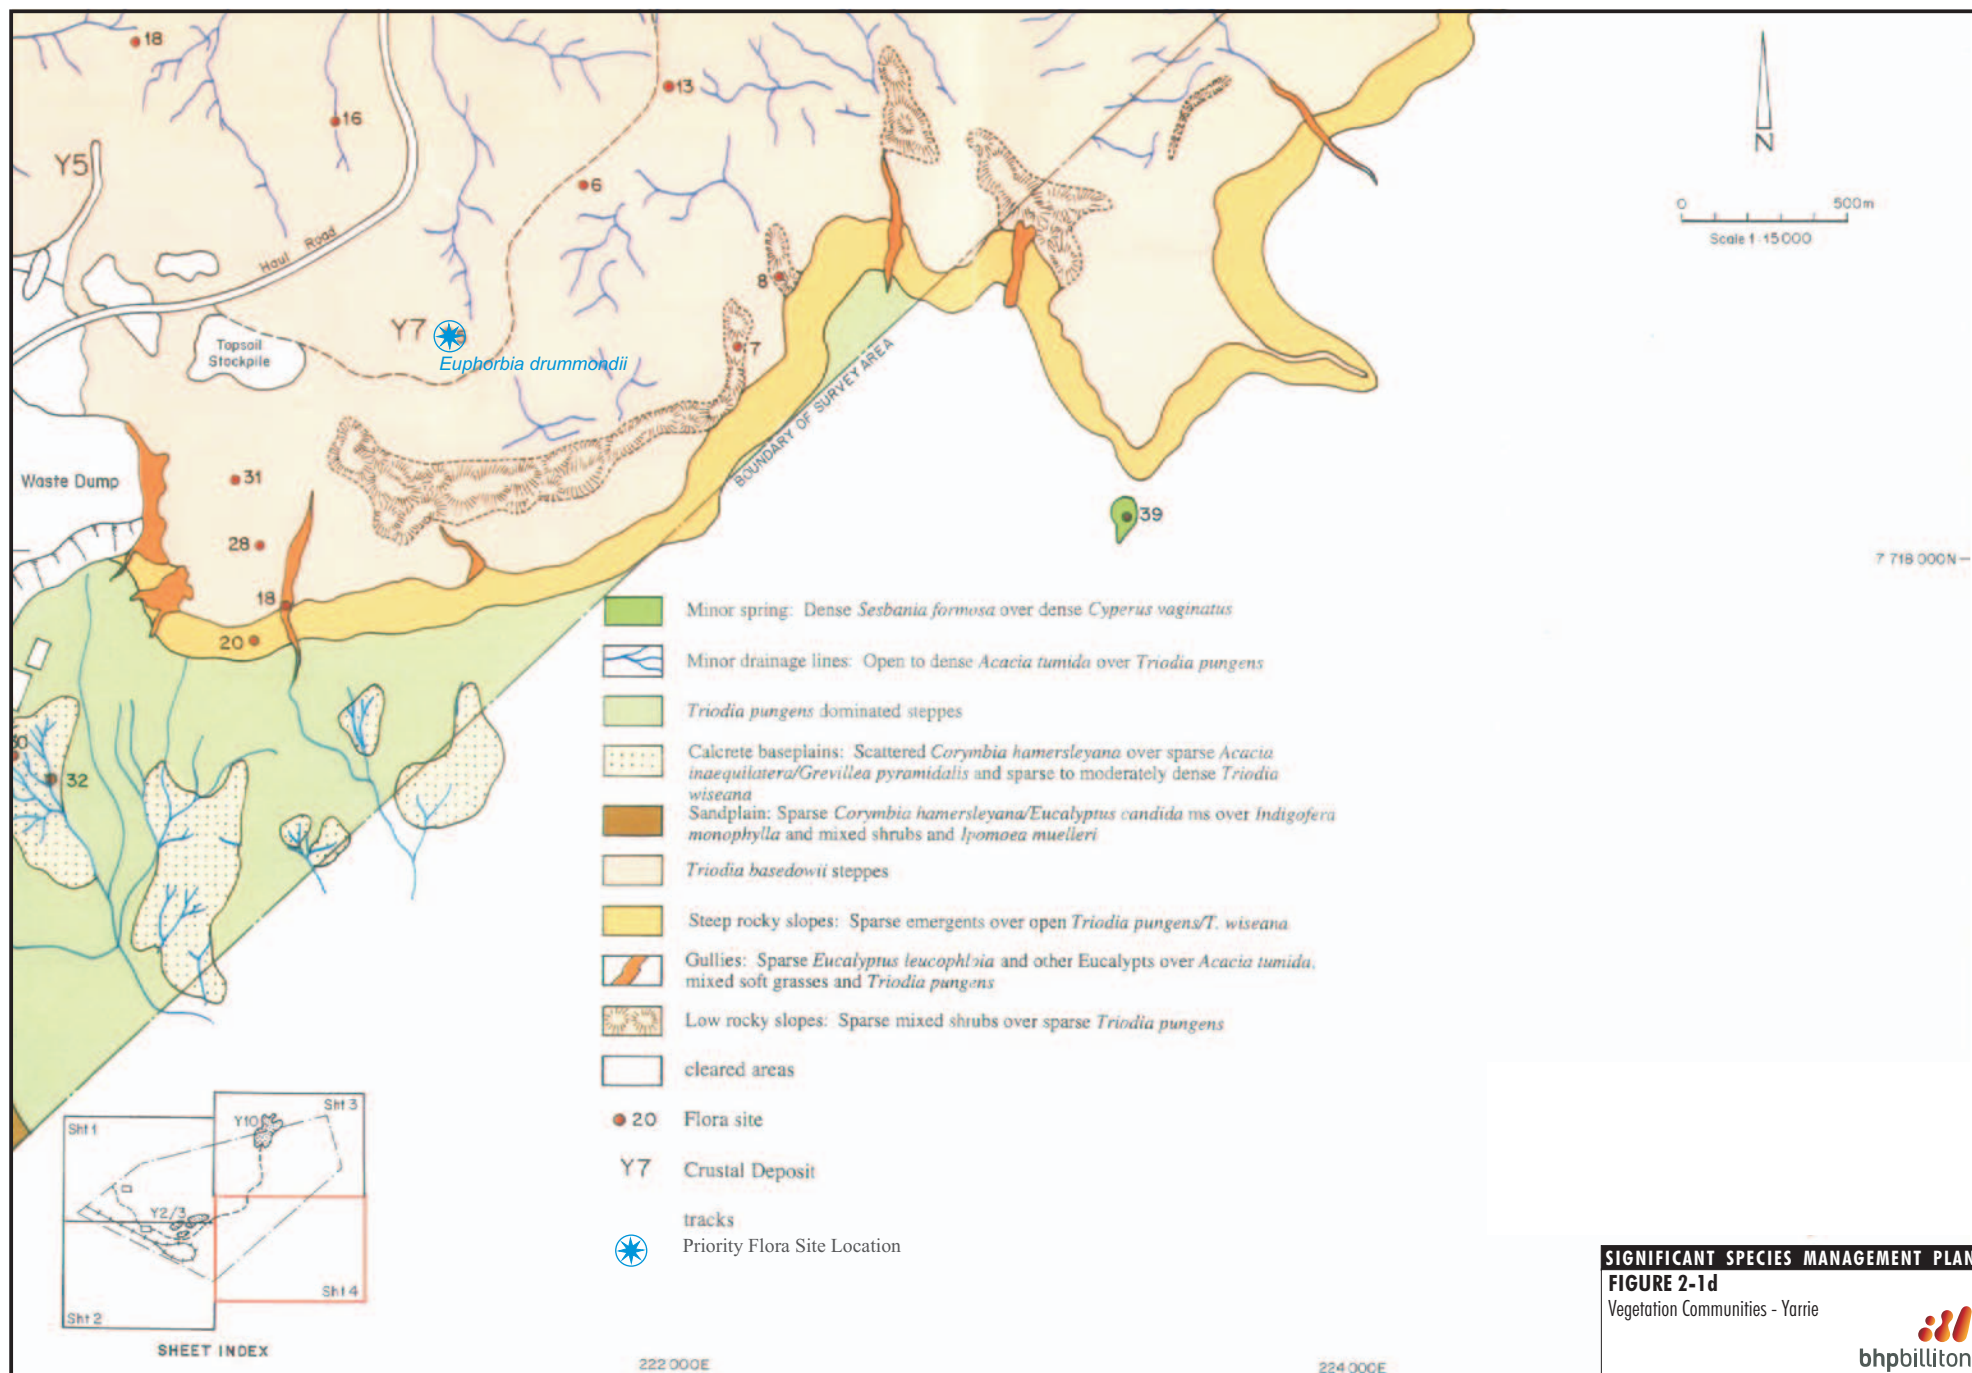 18
13
16
Y5
6
Haul Road
8
Y7
Euphorbia drummondii
Topsoil
Stockpile
7
BOUNDARY OF SURVEY AREA
N
0 500m
Scale 1:15000
Waste Dump
31
28
18
20
39
7 718 000N
30
32
Minor spring: Dense Sesbania formosa over dense Cyperus vaginatus
Minor drainage lines: Open to dense Acacia tumida over Triodia pungens
Triodia pungens dominated steppes
Calcrete baseplains: Scattered Corymbia hamersleyana over sparse Acacia
inaequilatera/Grevillea pyramidalis and sparse to moderately dense Triodia
wiseana
Sandplain: Sparse Corymbia hamersleyana/Eucalyptus candida ms over Indigofera
monophylla and mixed shrubs and Ipomoea muelleri
Triodia basedowii steppes
Steep rocky slopes: Sparse emergents over open Triodia pungens/T. wiseana
Gullies: Sparse Eucalyptus leucophloia and other Eucalypts over Acacia tumida,
mixed soft grasses and Triodia pungens
Low rocky slopes: Sparse mixed shrubs over sparse Triodia pungens
cleared areas
20 Flora site
Y7 Crustal Deposit
tracks
Priority Flora Site Location
Sht 1
Sht 3
Y10
Y2/3
Sht 2
Sht 4
SHEET INDEX
222 000E
224 000E
SIGNIFICANT SPECIES MANAGEMENT PLAN
FIGURE 2-1d
Vegetation Communities - Yarrie
bhpbilliton